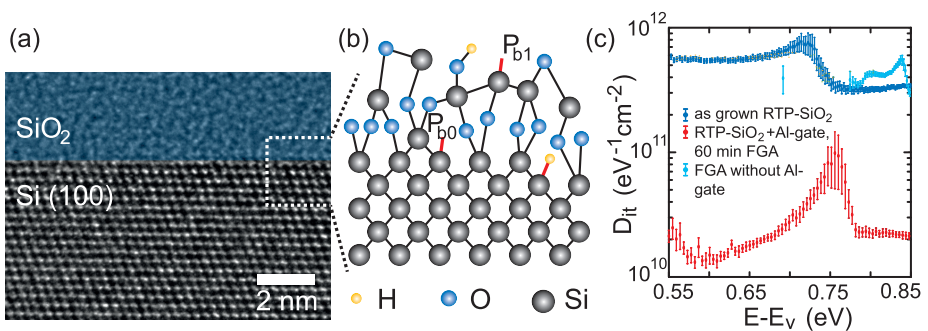 (a)
SiO2
Si (100)
2 nm
(b)
Pb1
Pb0
H
O
Si
(c)
Dit (eV-1cm-2)
10^12
10^11
10^10
as grown RTP-SiO2
RTP-SiO2+Al-gate,
60 min FGA
FGA without Al-
gate
0.55
0.65
0.75
0.85
E-Ev (eV)